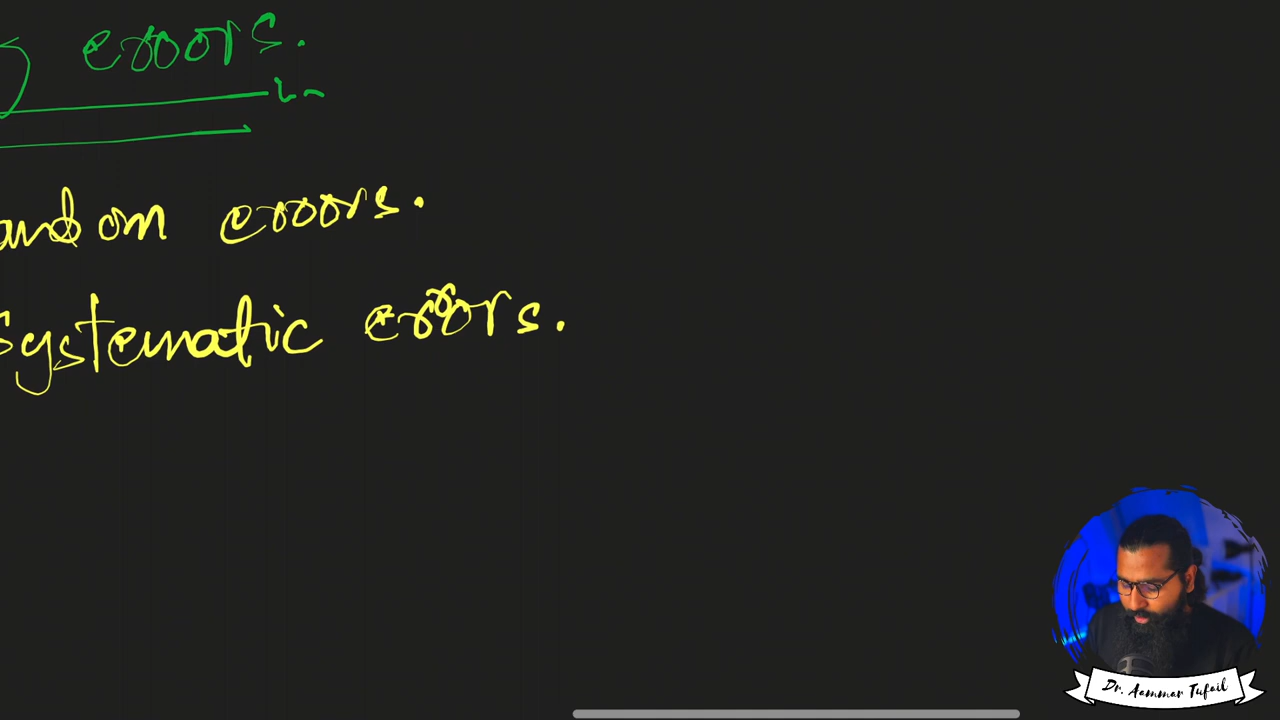 errors.
andom errors.
Systematic errors.
Dr. Aammar Tufail